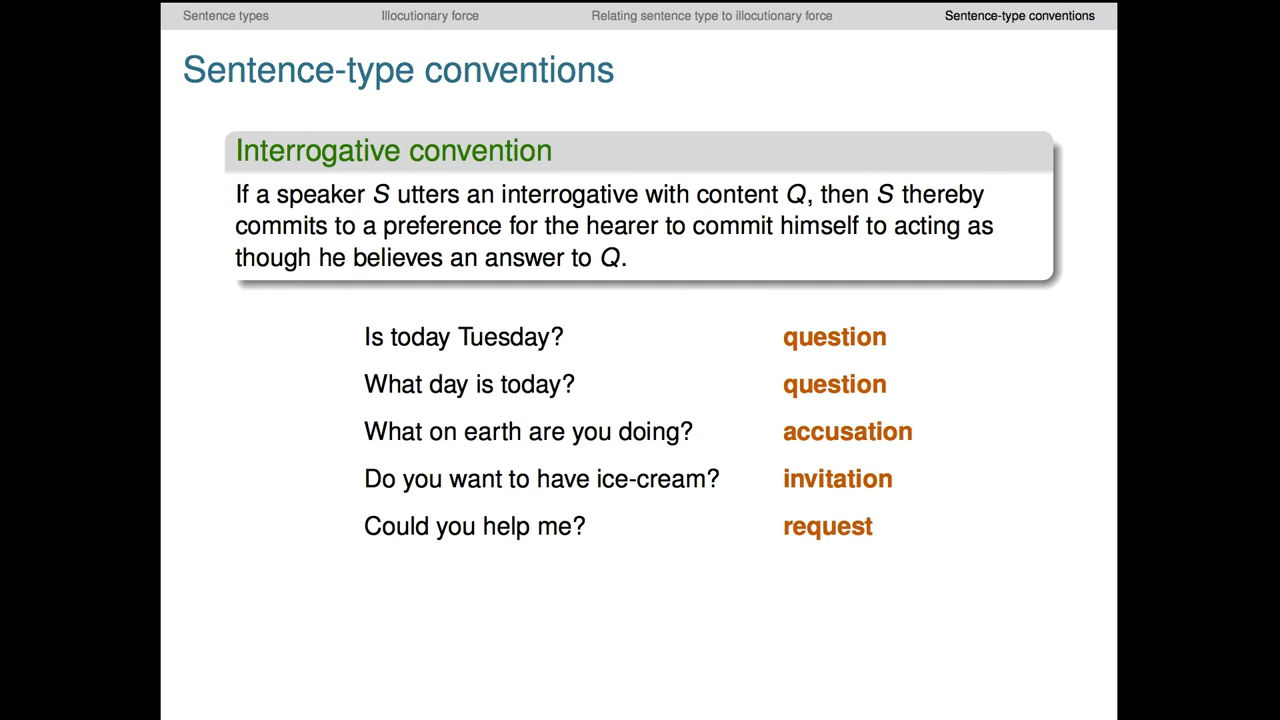 Sentence types Illocutionary force Relating sentence type to illocutionary force Sentence-type conventions
Sentence-type conventions
Interrogative convention
If a speaker S utters an interrogative with content Q, then S thereby
commits to a preference for the hearer to commit himself to acting as
though he believes an answer to Q.
Is today Tuesday? question
What day is today? question
What on earth are you doing? accusation
Do you want to have ice-cream? invitation
Could you help me? request